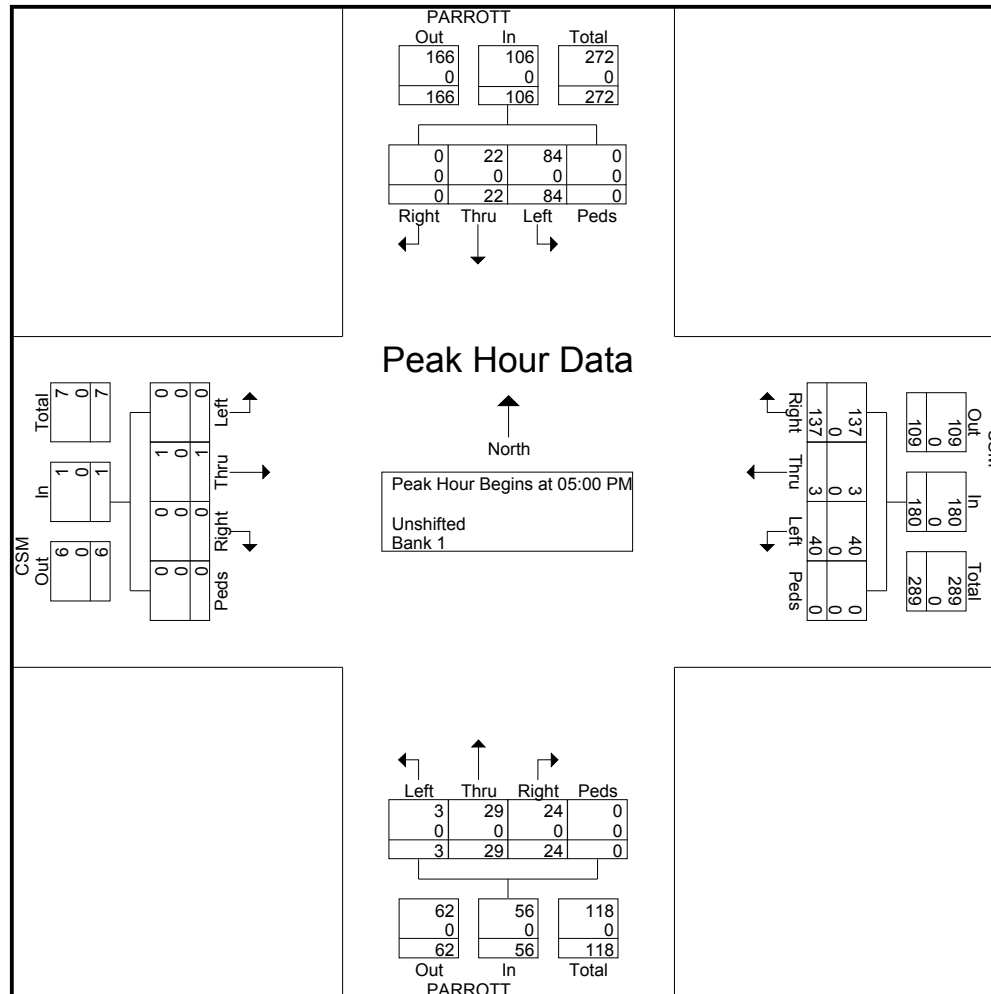 PARROTT
Out In Total
166 106 272
0 0 0
166 106 272
0 22 84 0
0 0 0 0
0 22 84 0
Right Thru Left Peds
Peak Hour Data
North
Peak Hour Begins at 05:00 PM
Unshifted
Bank 1
CSM
Out In Total
6 1 7
0 0 0
6 1 7
Left Thru Right Peds
0 1 0 0
0 0 0 0
0 1 0 0
Out In Total
109 180 289
0 0 0
109 180 289
Right Thru Left Peds
137 3 40 0
0 0 0 0
137 3 40 0
Left Thru Right Peds
3 29 24 0
0 0 0 0
3 29 24 0
62 56 118
0 0 0
62 56 118
Out In Total
PARROTT